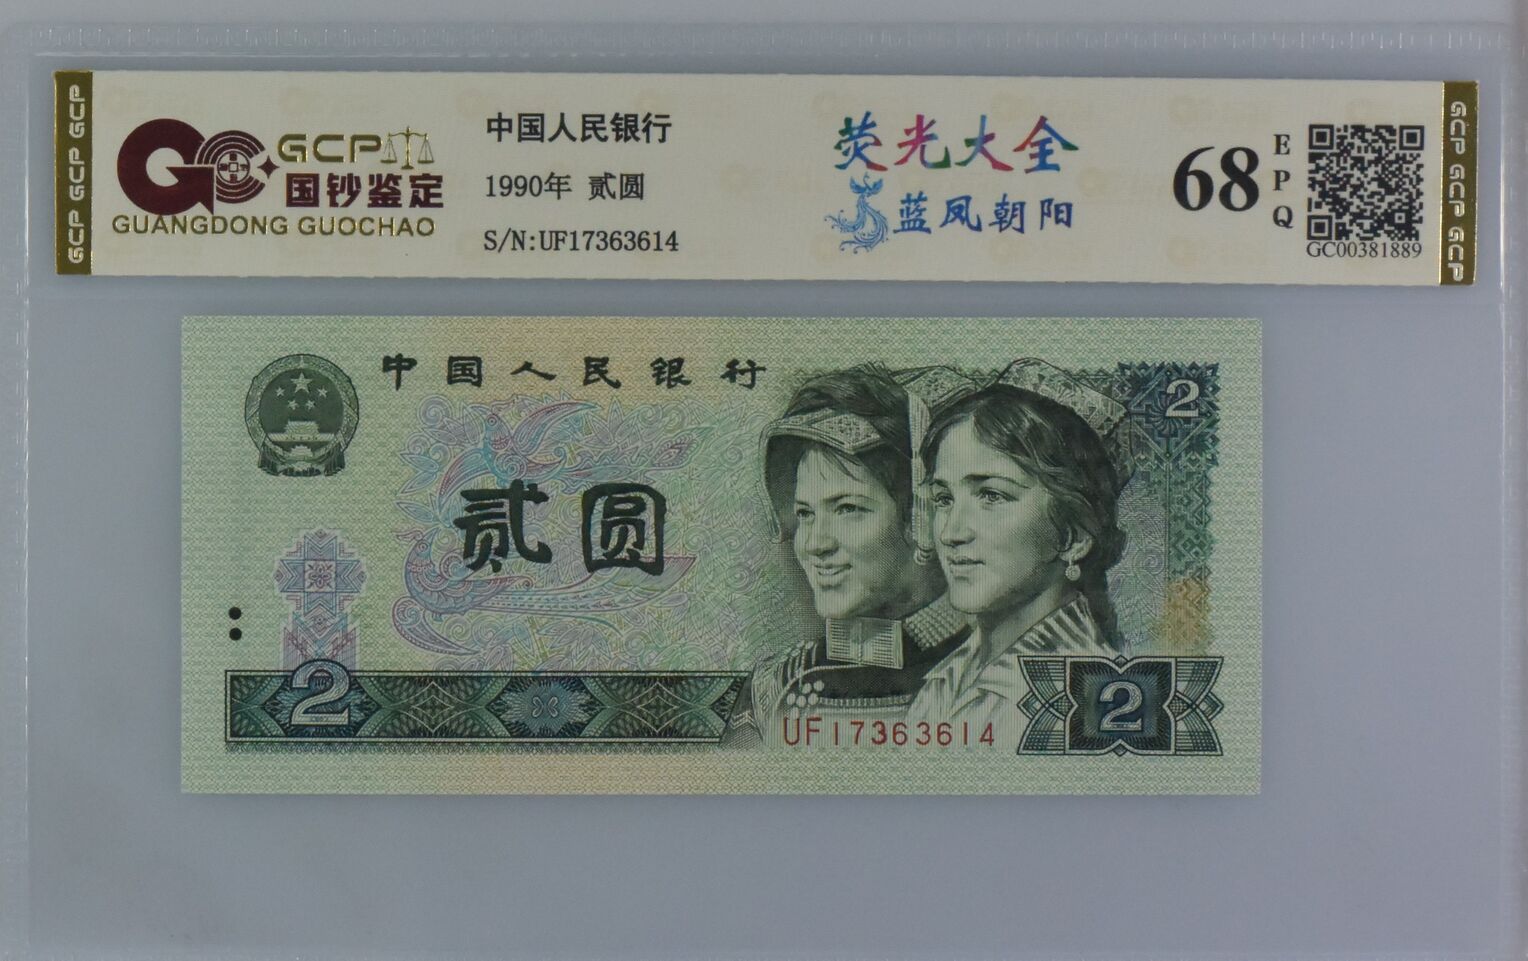 GCP GCP GCP
GCP
国钞鉴定
GUANGDONG GUOCHAO
中国人民银行
1990年 贰圆
S/N:UF17363614
荧光大全
蓝凤朝阳
68
EPQ
GC00381889
GCP GCP GCP
中国人民银行
2
贰圆
2
UF17363614
2